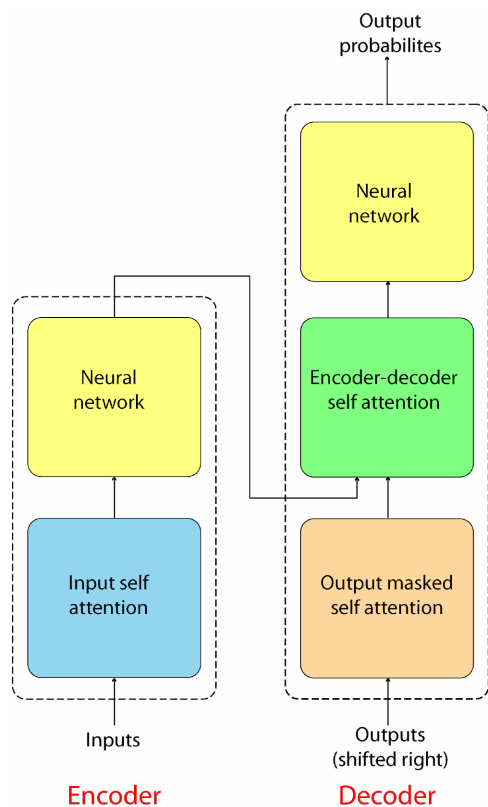 Output
probabilites
Neural
network
Neural
network
Encoder-decoder
self attention
Input self
attention
Output masked
self attention
Inputs
Outputs
(shifted right)
Encoder
Decoder